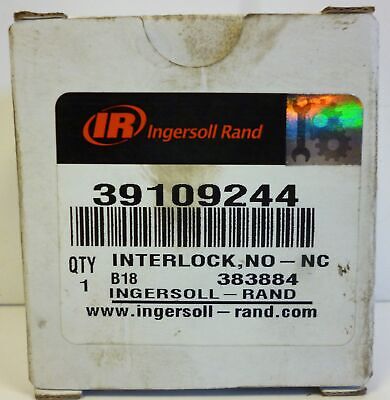 IR Ingersoll Rand
39109244
QTY INTERLOCK,NO-NC
1 B18 383884
INGERSOLL-RAND
www.ingersoll-rand.com